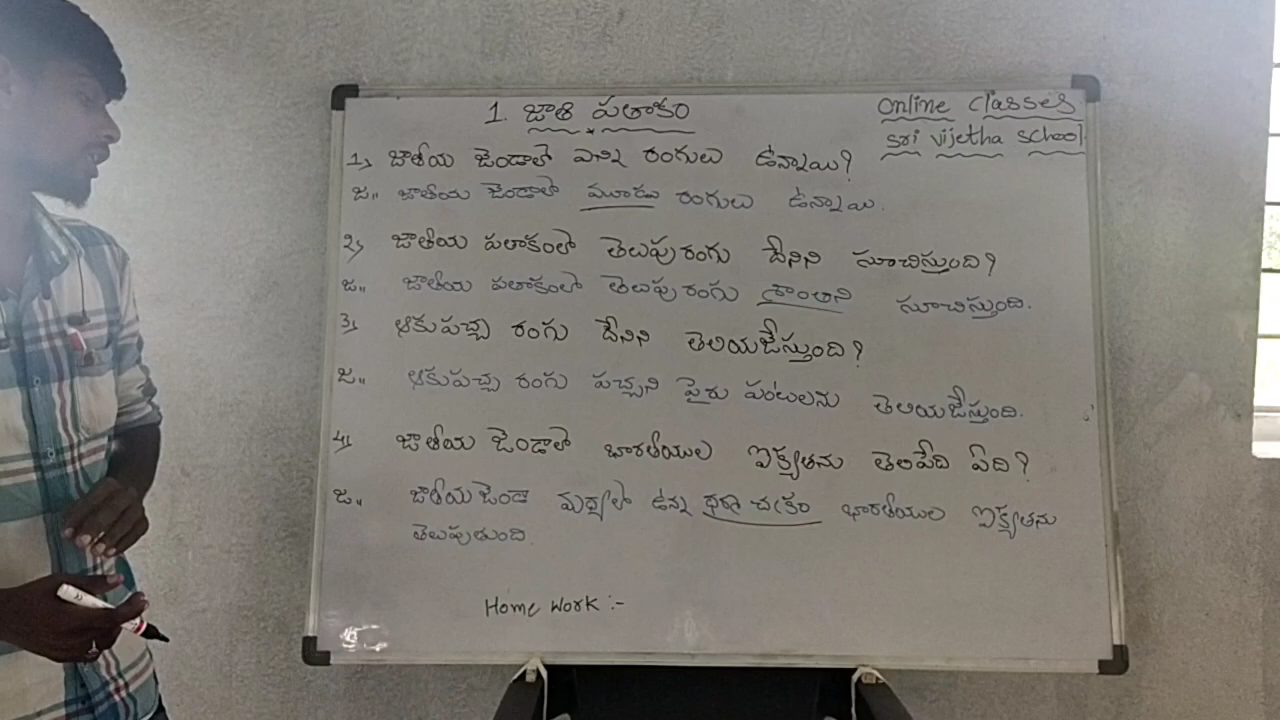 1. జాతి పతాకం
Online classes
sri vijetha school
1) జాతీయ జెండాలో ఎన్ని రంగులు ఉన్నాయి?
జ" జాతీయ జెండాలో మూడు రంగులు ఉన్నాయి.
2) జాతీయ పతాకంలో తెలుపు రంగు దేనిని సూచిస్తుంది?
జ" జాతీయ పతాకంలో తెలుపు రంగు శాంతిని సూచిస్తుంది.
3) ఆకుపచ్చ రంగు దేనిని తెలియజేస్తుంది?
జ" ఆకుపచ్చ రంగు పచ్చని పైరు పంటలను తెలియజేస్తుంది.
4) జాతీయ జెండాలో భారతీయుల ఐక్యతను తెలిపేది ఏది?
జ" జాతీయ జెండా మధ్యలో ఉన్న ధర్మ చక్రం భారతీయుల ఐక్యతను
తెలుపుతుంది.
Home Work :-